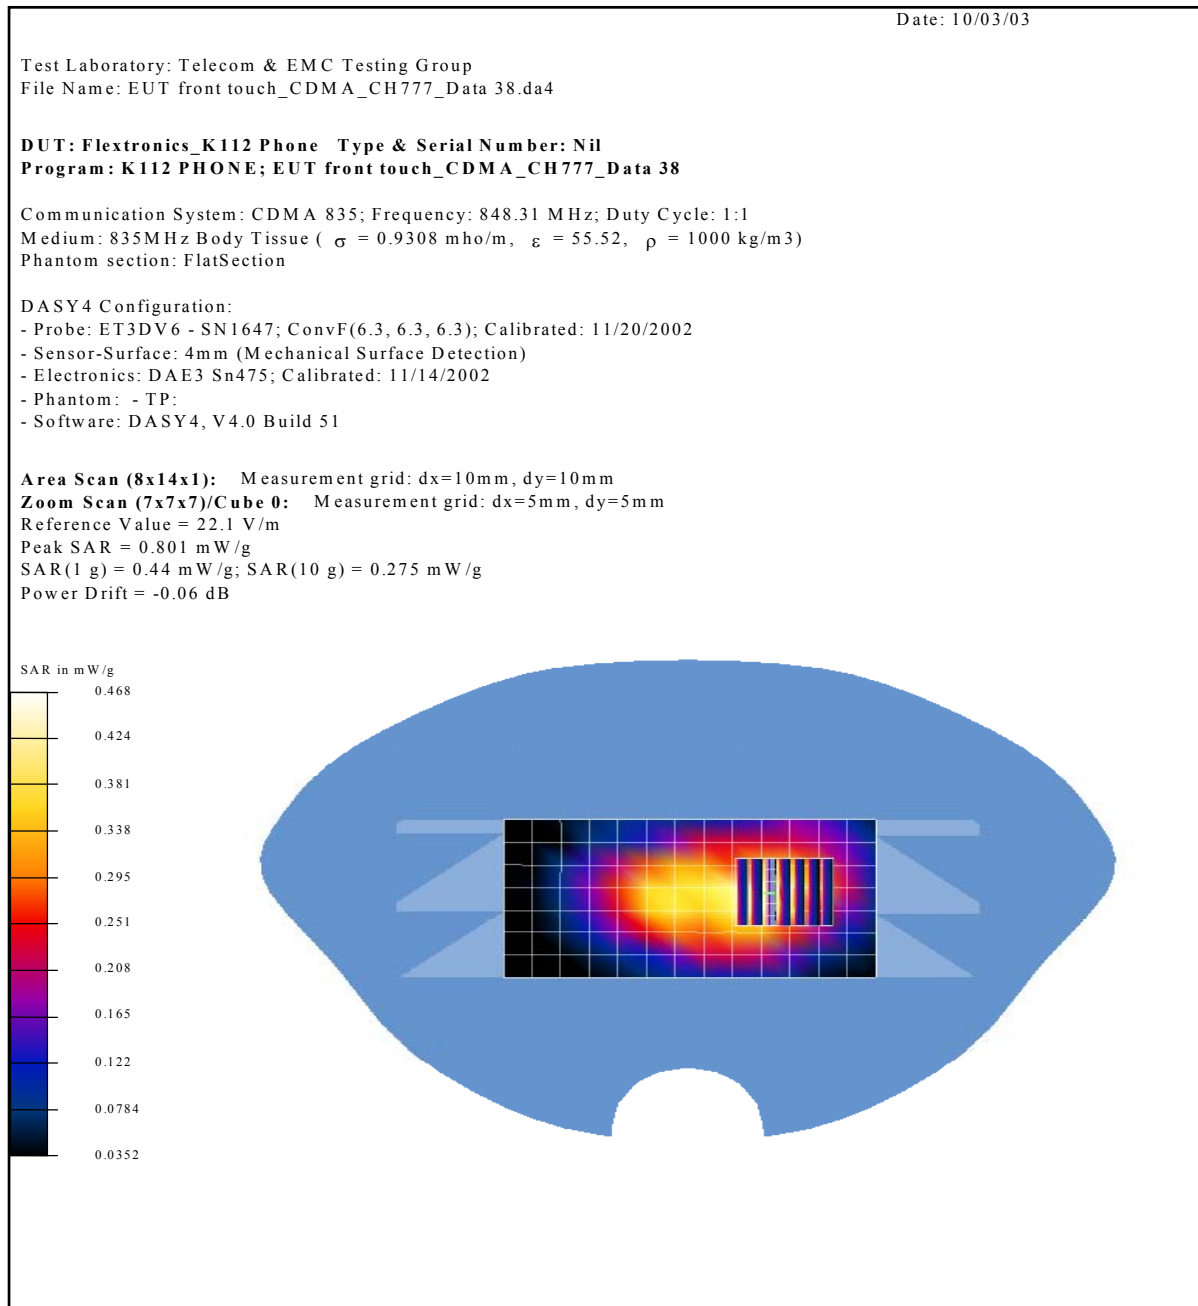 Date: 10/03/03
Test Laboratory: Telecom & EMC Testing Group
File Name: EUT front touch_CDMA_CH777_Data 38.da4
DUT: Flextronics_K112 Phone Type & Serial Number: Nil
Program: K112 PHONE; EUT front touch_CDMA_CH777_Data 38
Communication System: CDMA 835; Frequency: 848.31 MHz; Duty Cycle: 1:1
Medium: 835MHz Body Tissue ( σ = 0.9308 mho/m, ε = 55.52, ρ = 1000 kg/m3)
Phantom section: FlatSection
DASY4 Configuration:
- Probe: ET3DV6 - SN1647; ConvF(6.3, 6.3, 6.3); Calibrated: 11/20/2002
- Sensor-Surface: 4mm (Mechanical Surface Detection)
- Electronics: DAE3 Sn475; Calibrated: 11/14/2002
- Phantom: - TP:
- Software: DASY4, V4.0 Build 51
Area Scan (8x14x1): Measurement grid: dx=10mm, dy=10mm
Zoom Scan (7x7x7)/Cube 0: Measurement grid: dx=5mm, dy=5mm
Reference Value = 22.1 V/m
Peak SAR = 0.801 mW/g
SAR(1 g) = 0.44 mW/g; SAR(10 g) = 0.275 mW/g
Power Drift = -0.06 dB
SAR in mW/g
0.468
0.424
0.381
0.338
0.295
0.251
0.208
0.165
0.122
0.0784
0.0352